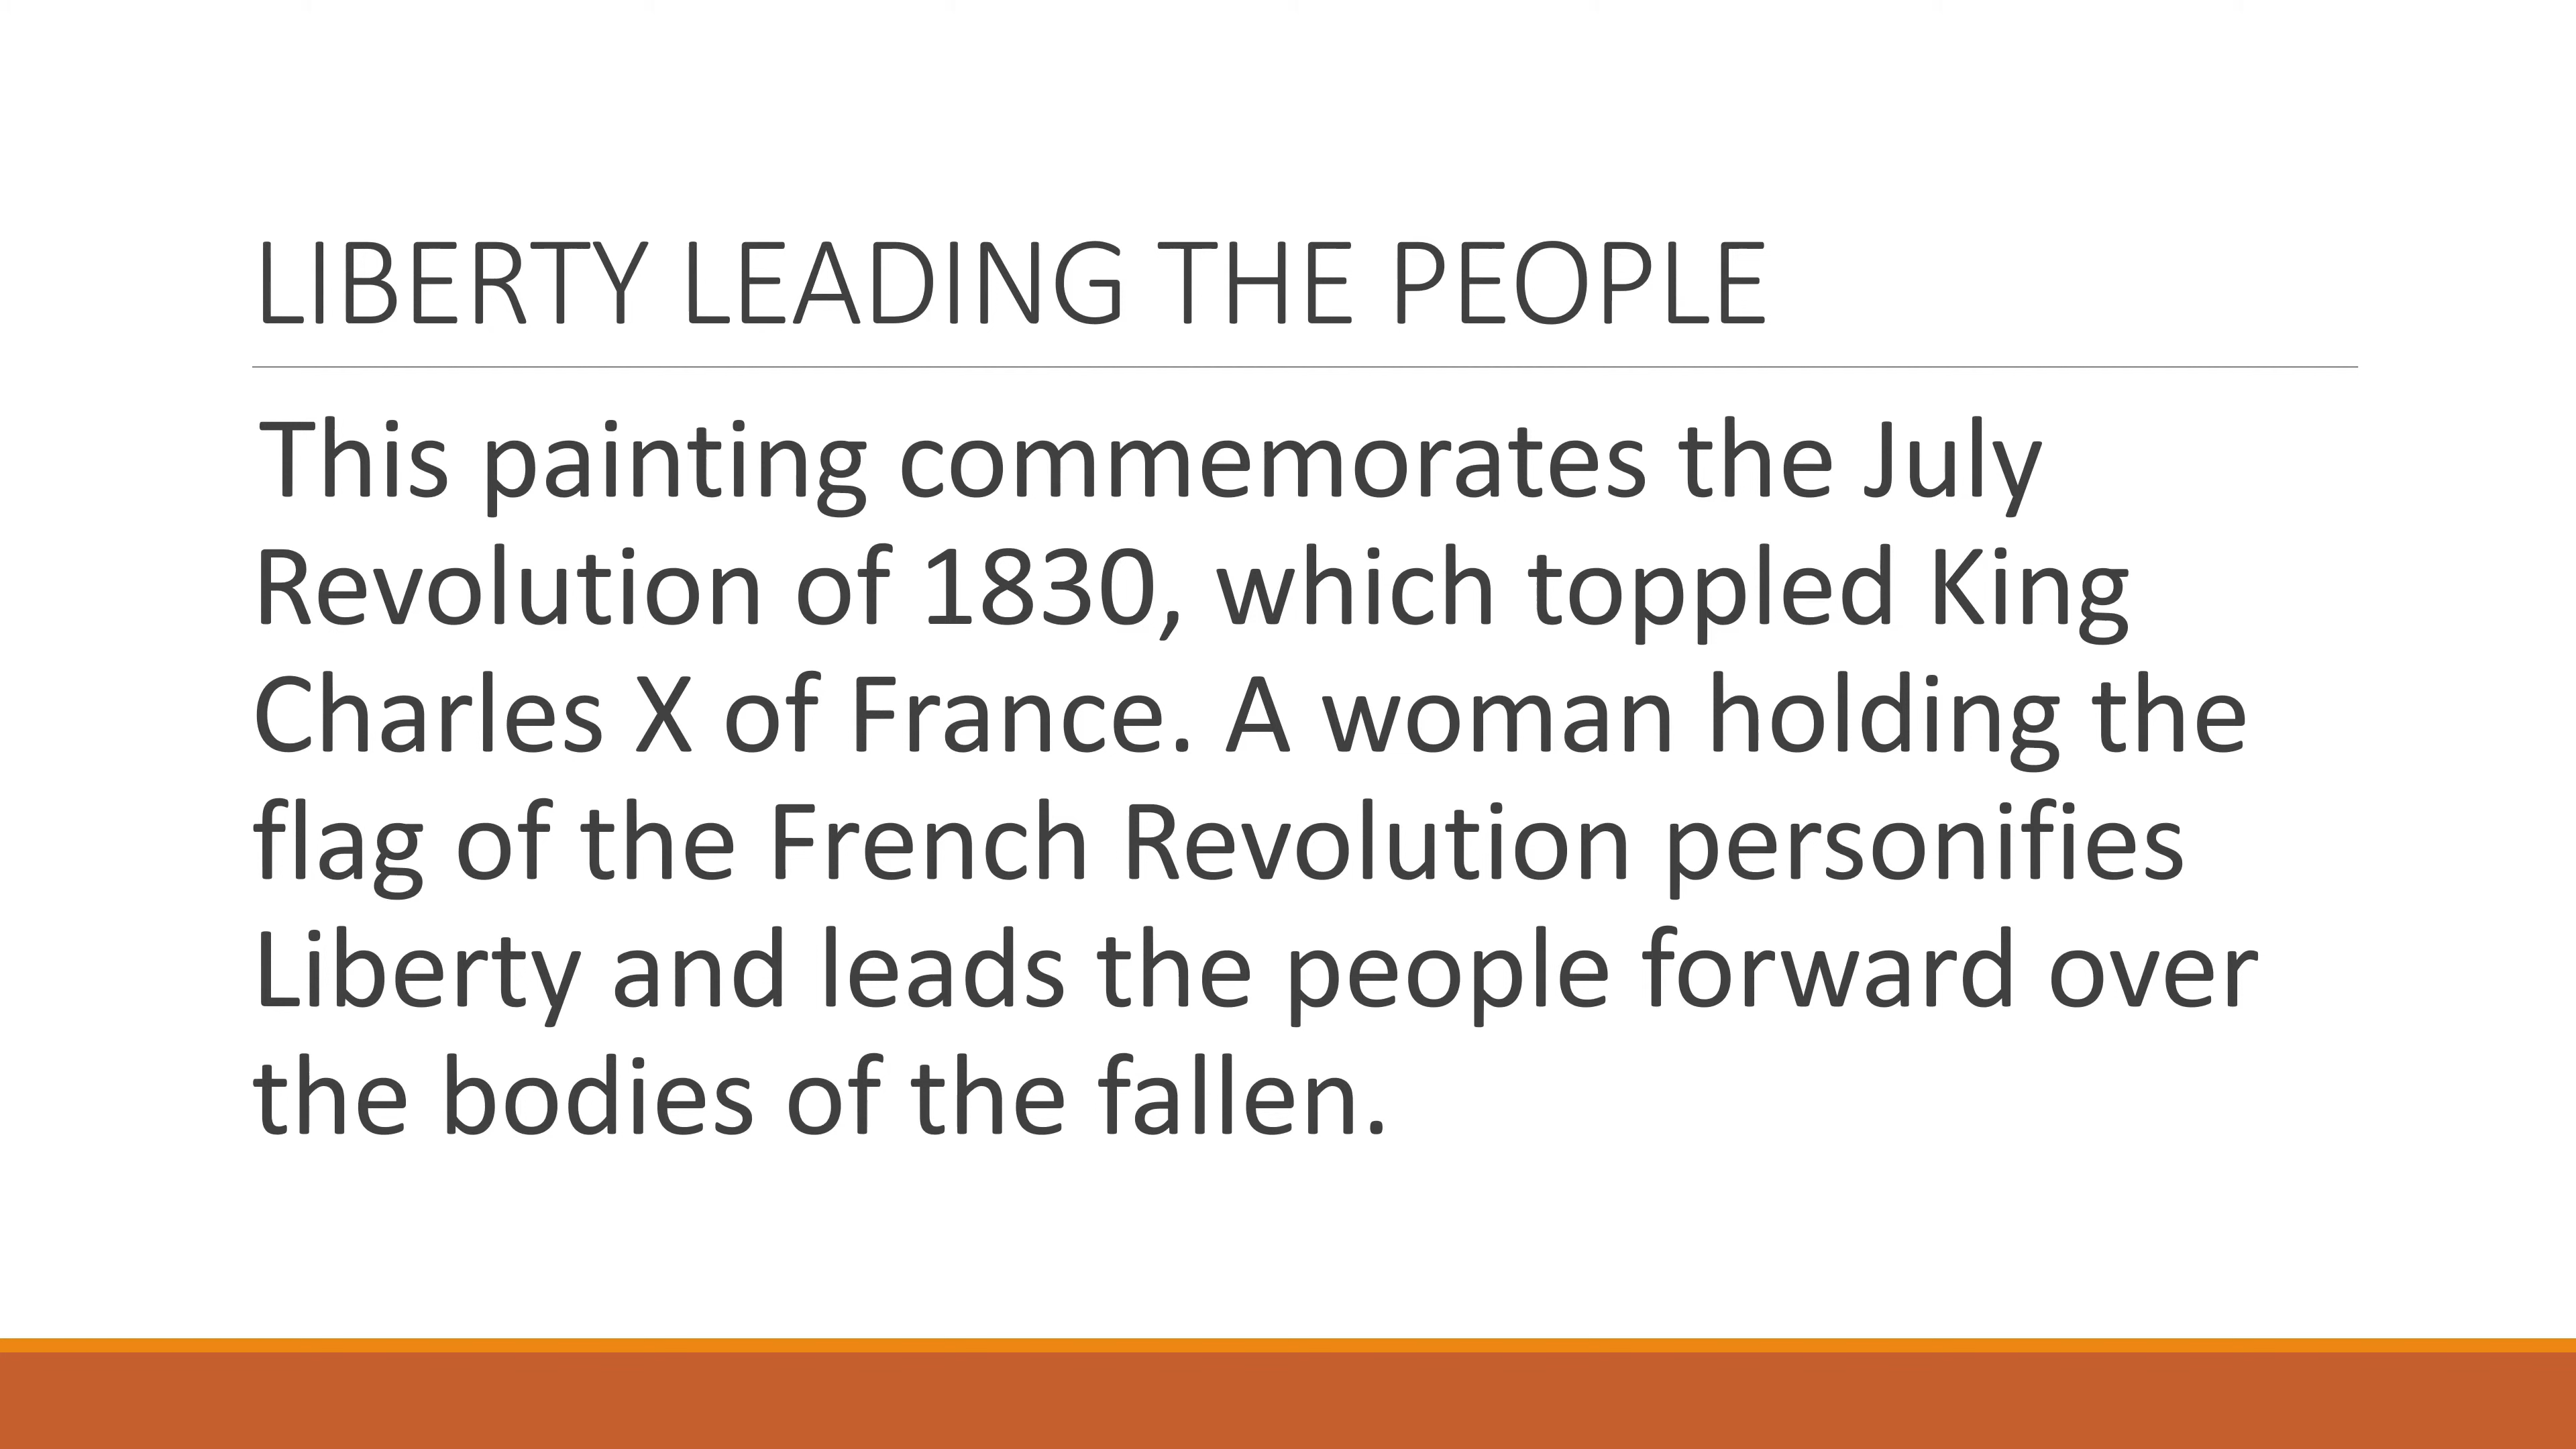 LIBERTY LEADING THE PEOPLE
This painting commemorates the July
Revolution of 1830, which toppled King
Charles X of France. A woman holding the
flag of the French Revolution personifies
Liberty and leads the people forward over
the bodies of the fallen.